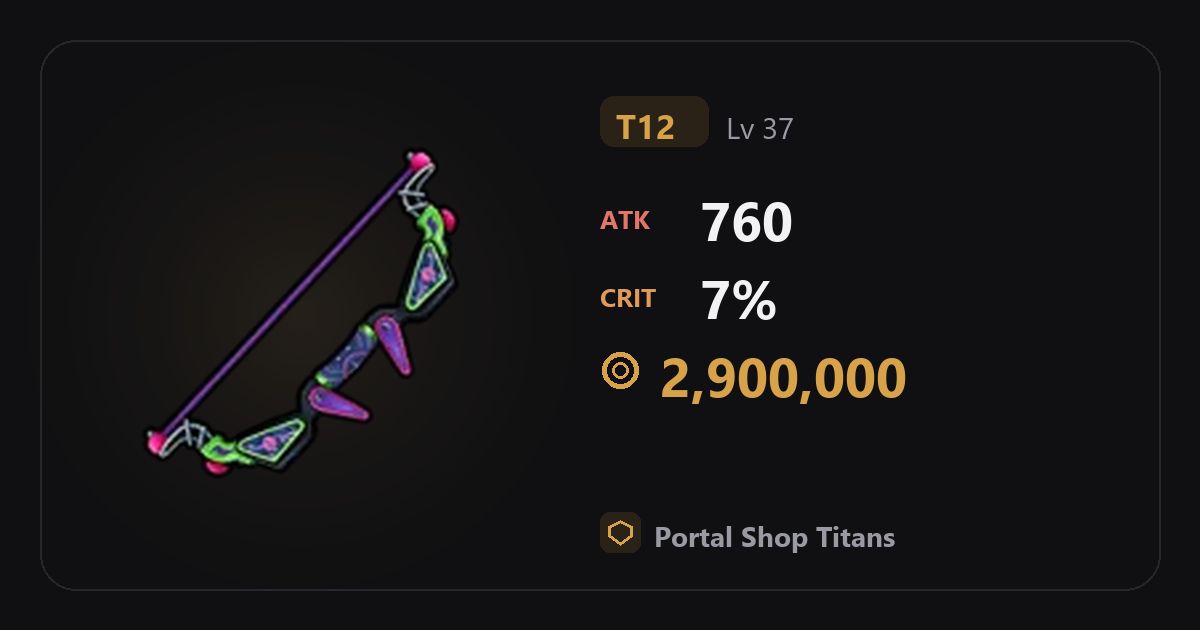 T12 Lv 37
ATK 760
CRIT 7%
2,900,000
Portal Shop Titans